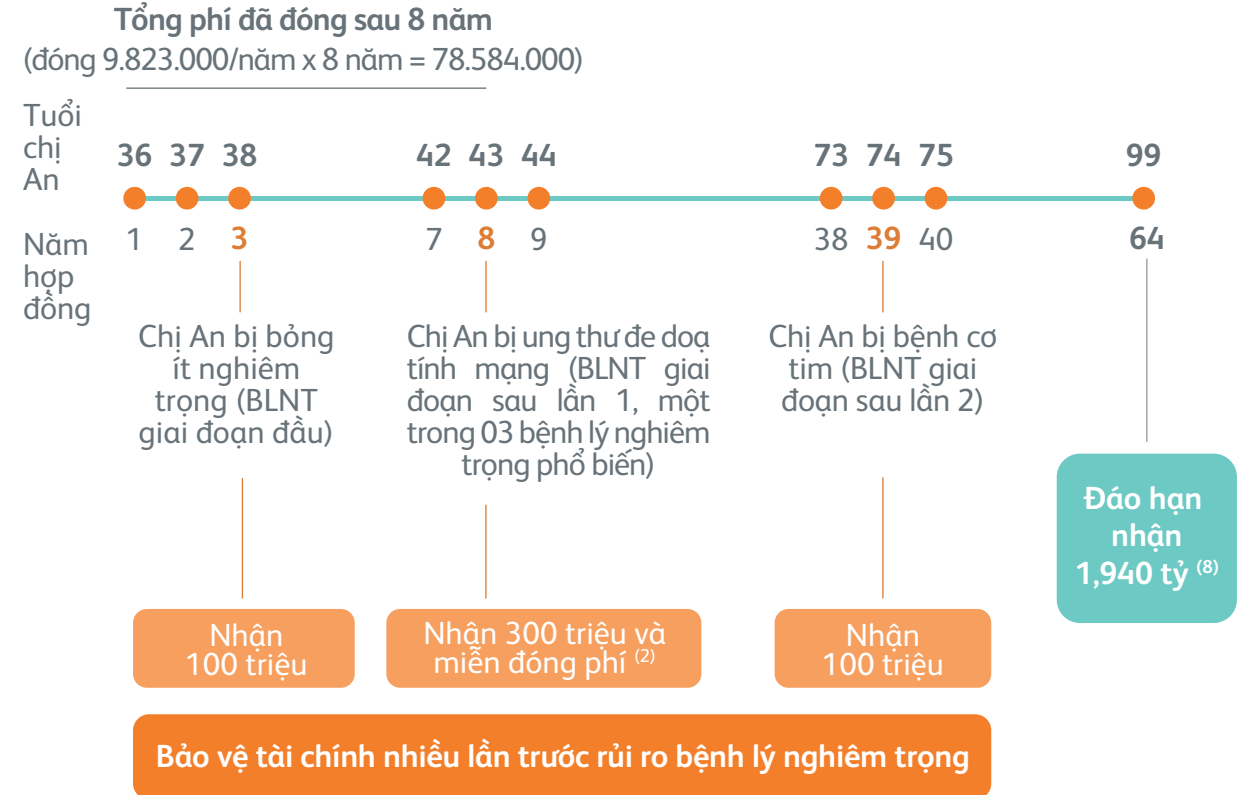 Tổng phí đã đóng sau 8 năm
(đóng 9.823.000/năm x 8 năm = 78.584.000)
Tuổi
chị
An
36 37 38 42 43 44 73 74 75 99
Năm
hợp
đồng
1 2 3 7 8 9 38 39 40 64
Chị An bị bỏng
ít nghiêm
trọng (BLNT
giai đoạn đầu)
Chị An bị ung thư đe doạ
tính mạng (BLNT giai
đoạn sau lần 1, một
trong 03 bệnh lý nghiêm
trọng phổ biến)
Chị An bị bệnh cơ
tim (BLNT giai
đoạn sau lần 2)
Đáo hạn
nhận
1,940 tỷ (8)
Nhận
100 triệu
Nhận 300 triệu và
miễn đóng phí (2)
Nhận
100 triệu
Bảo vệ tài chính nhiều lần trước rủi ro bệnh lý nghiêm trọng